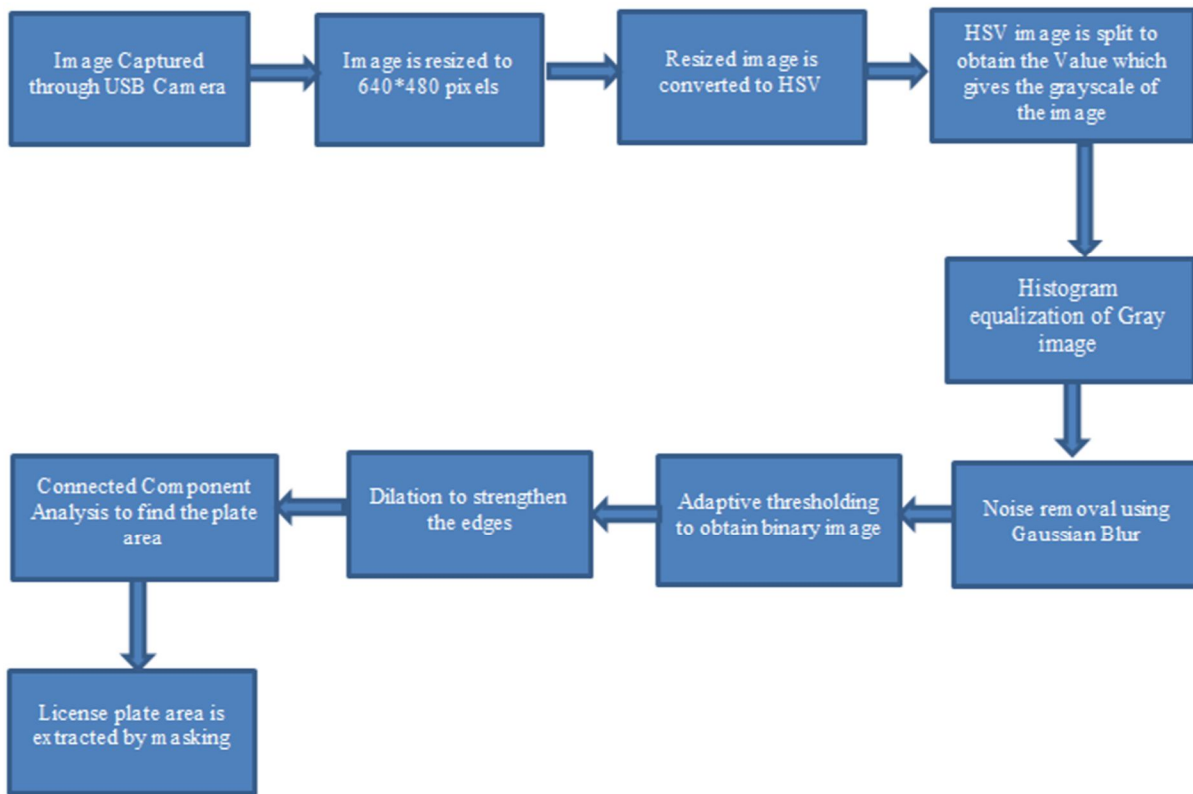 Image Captured
through USB Camera
Image is resized to
640*480 pixels
Resized image is
converted to HSV
HSV image is split to
obtain the Value which
gives the grayscale of
the image
Histogram
equalization of Gray
image
Noise removal using
Gaussian Blur
Adaptive thresholding
to obtain binary image
Dilation to strengthen
the edges
Connected Component
Analysis to find the plate
area
License plate area is
extracted by masking